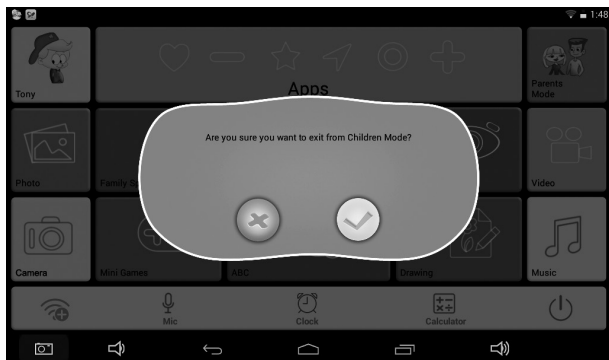 1:48
Tony
Apps
Parents
Mode
Are you sure you want to exit from Children Mode?
Photo
Video
Camera
Mini Games
ABC
Drawing
Music
Mic
Clock
Calculator